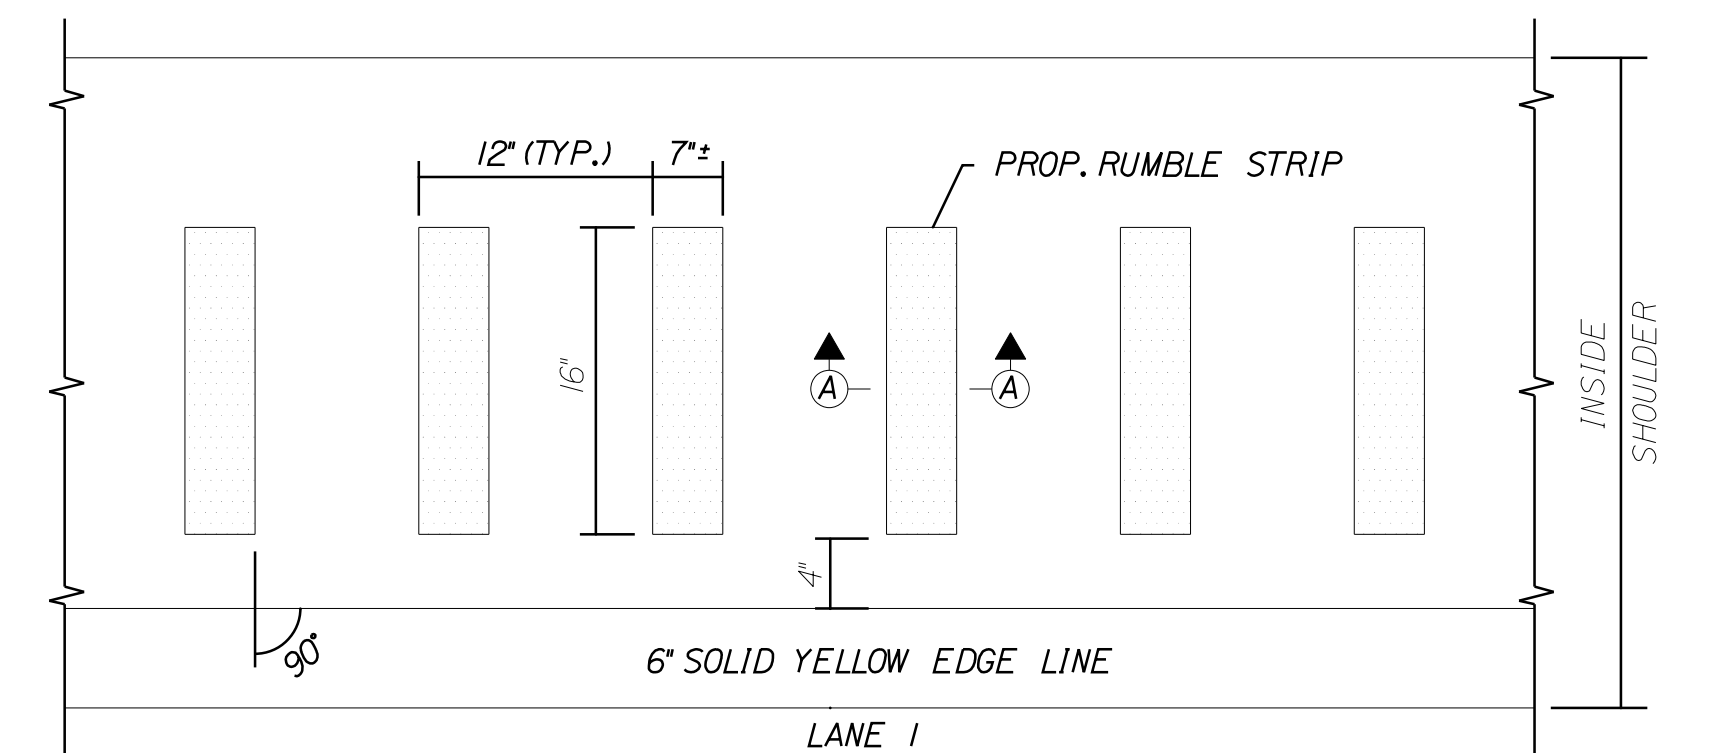 12" (TYP.)
7"±
PROP. RUMBLE STRIP
16"
A
A
INSIDE
SHOULDER
4"
90°
6" SOLID YELLOW EDGE LINE
LANE 1